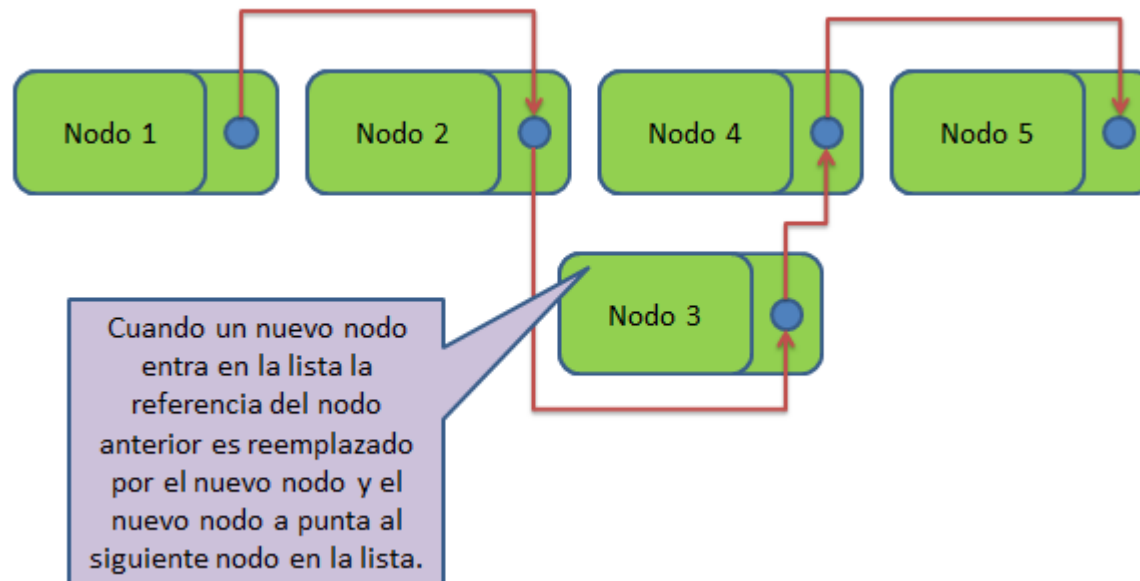 Nodo 1
Nodo 2
Nodo 4
Nodo 5
Nodo 3
Cuando un nuevo nodo
entra en la lista la
referencia del nodo
anterior es reemplazado
por el nuevo nodo y el
nuevo nodo a punta al
siguiente nodo en la lista.